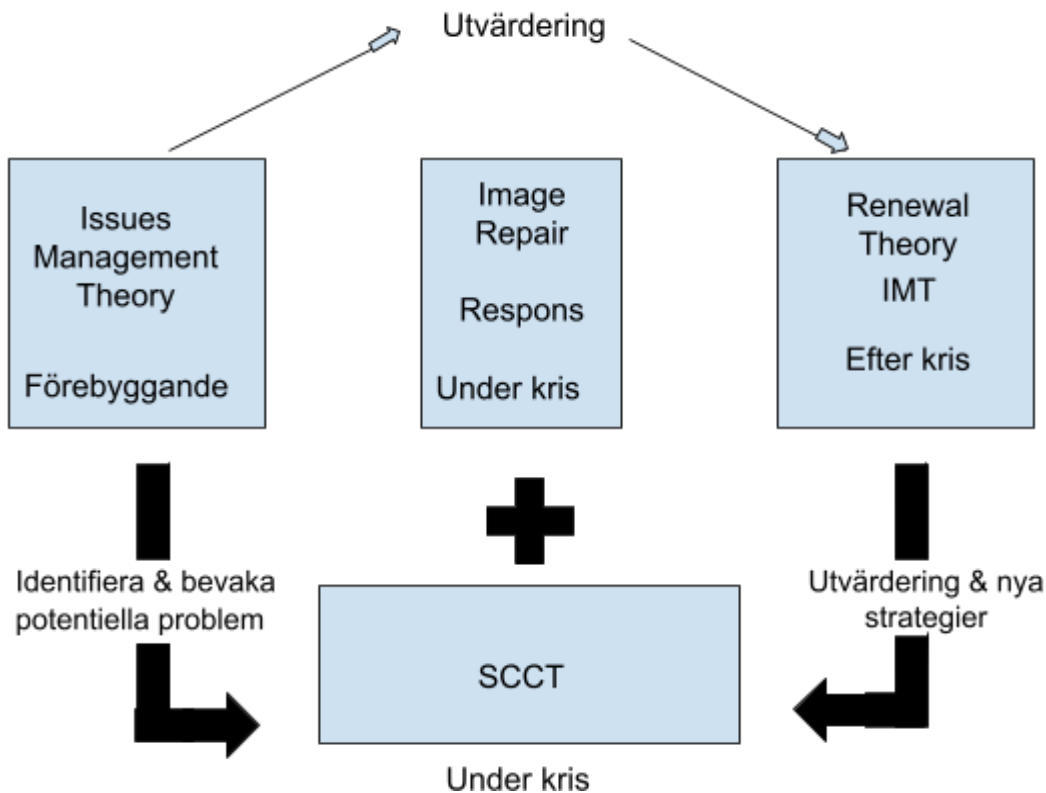 Utvärdering
Issues
Management
Theory
Förebyggande
Image
Repair
Respons
Under kris
Renewal
Theory
IMT
Efter kris
Identifiera & bevaka
potentiella problem
Utvärdering & nya
strategier
SCCT
Under kris